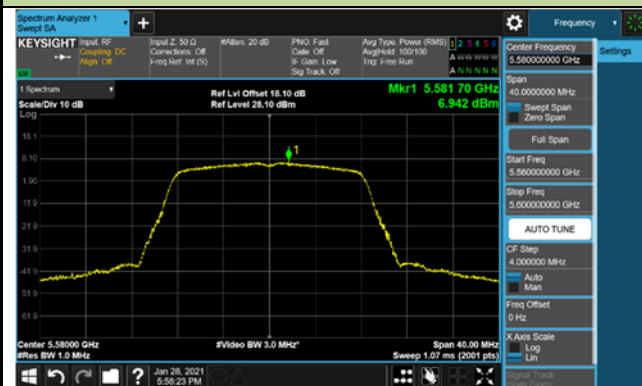 Spectrum Analyzer 1
Swept SA
Frequency
KEYSIGHT
Input: RF
Coupling: DC
Align: Off
Input Z: 50 Ω
Corrections: Off
Freq Ref: Int (S)
#Atten: 20 dB
PNO: Fast
Gate: Off
IF Gain: Low
Sig Track: Off
Avg Type: Power (RMS)
Avg|Hold: 100/100
Trig: Free Run
1 2 3 4 5 6
A W W W W W
A N N N N N
1 Spectrum
Scale/Div 10 dB
Log
Ref Lvl Offset 18.10 dB
Ref Level 28.10 dBm
Mkr1 5.581 70 GHz
6.942 dBm
1
18.1
8.10
-1.90
-11.9
-21.9
-31.9
-41.9
-51.9
-61.9
Center 5.58000 GHz
#Res BW 1.0 MHz
#Video BW 3.0 MHz*
Span 40.00 MHz
Sweep 1.07 ms (2001 pts)
Center Frequency
5.580000000 GHz
Settings
Span
40.0000000 MHz
Swept Span
Zero Span
Full Span
Start Freq
5.560000000 GHz
Stop Freq
5.600000000 GHz
AUTO TUNE
CF Step
4.000000 MHz
Auto
Man
Freq Offset
0 Hz
X Axis Scale
Log
Lin
Signal Track
Jan 28, 2021
5:58:23 PM